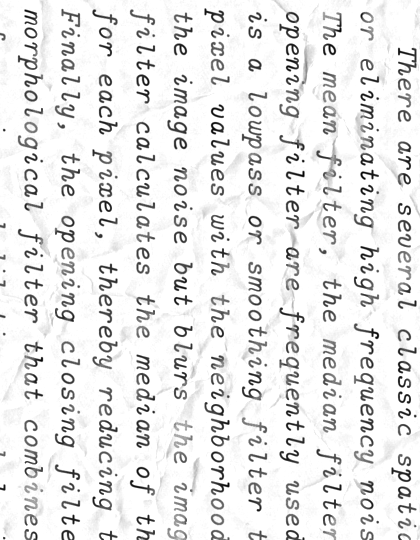 There are several classic spatia
or eliminating high frequency nois
The mean filter, the median filter
opening filter are frequently used
is a lowpass or smoothing filter t
pixel values with the neighborhood
the image noise but blurs the imag
filter calculates the median of th
for each pixel, thereby reducing t
Finally, the opening closing filte
morphological filter that combines